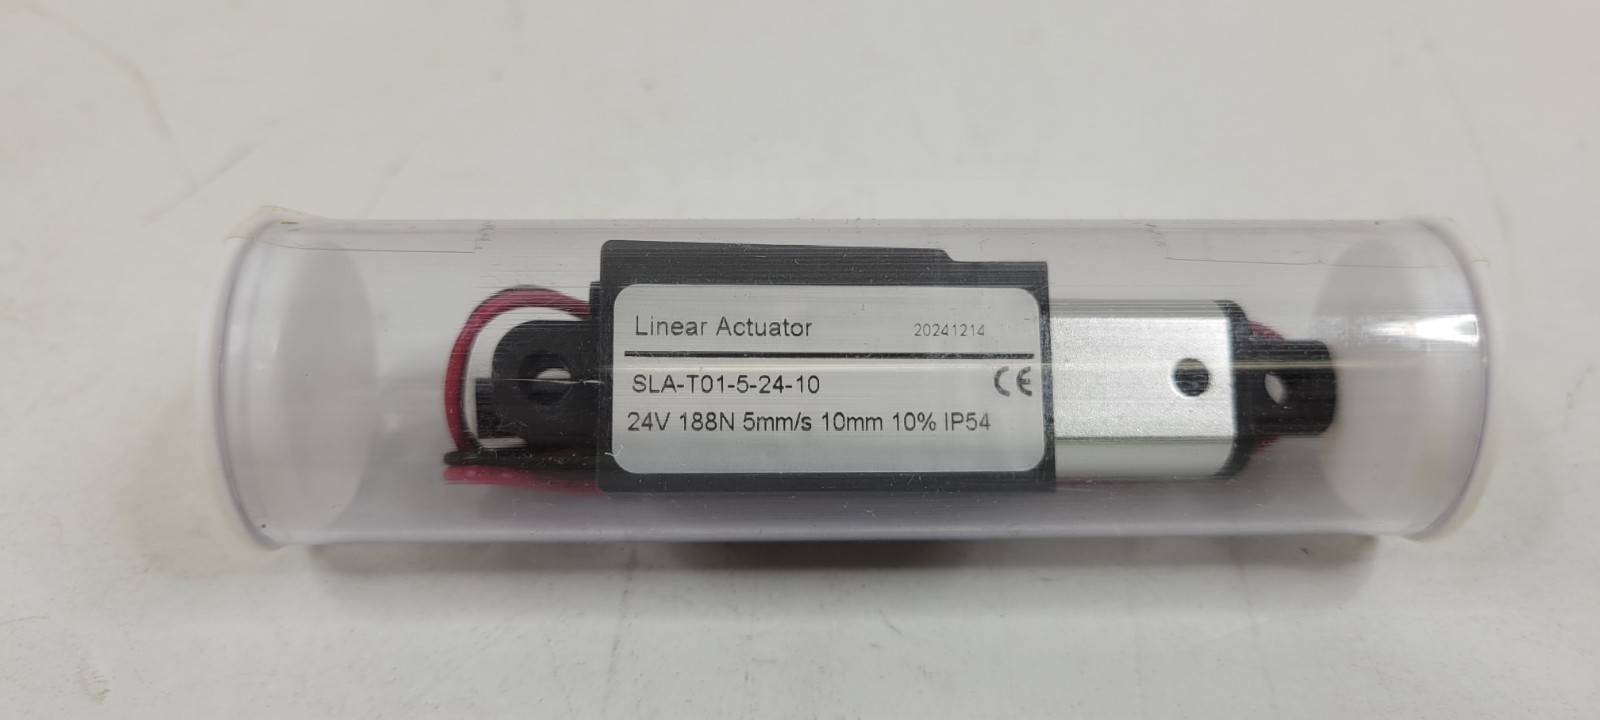 Linear Actuator 20241214
SLA-T01-5-24-10 CE
24V 188N 5mm/s 10mm 10% IP54